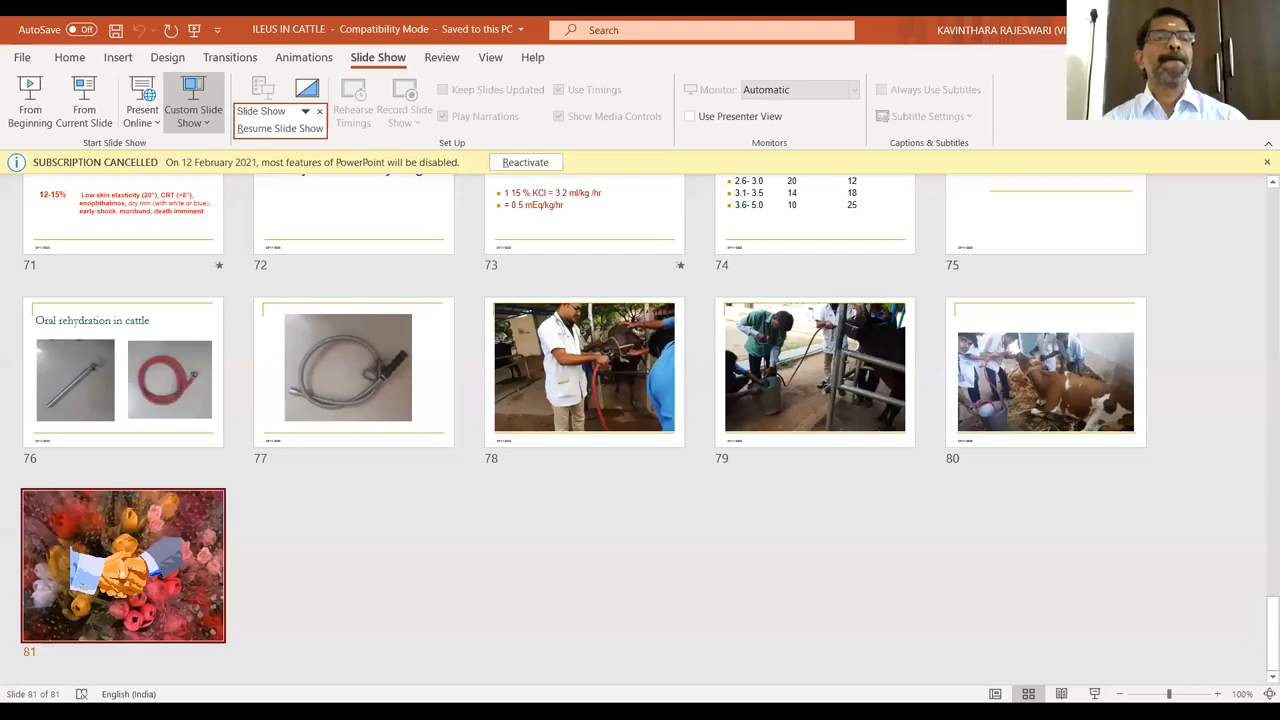 AutoSave Off
ILEUS IN CATTLE - Compatibility Mode - Saved to this PC
Search
KAVINTHARA RAJESWARI (VI
File Home Insert Design Transitions Animations Slide Show Review View Help
From Beginning
From Current Slide
Present Online
Custom Slide Show
Slide Show
Resume Slide Show
Rehearse Timings
Record Slide Show
Keep Slides Updated
Play Narrations
Use Timings
Show Media Controls
Monitor: Automatic
Use Presenter View
Always Use Subtitles
Subtitle Settings
Start Slide Show
Set Up
Monitors
Captions & Subtitles
SUBSCRIPTION CANCELLED On 12 February 2021, most features of PowerPoint will be disabled. Reactivate
12-15% Low skin elasticity (20"), CRT (>8"),
enophthalmos, dry mm (with white or blue),
early shock, moribund, death imminent
1.15 % KCl = 3.2 ml/kg /hr
= 0.5 mEq/kg/hr
2.6- 3.0 20 12
3.1- 3.5 14 18
3.6- 5.0 10 25
71 72 73 74 75
Oral rehydration in cattle
76 77 78 79 80
81
Slide 81 of 81
English (India)
100%